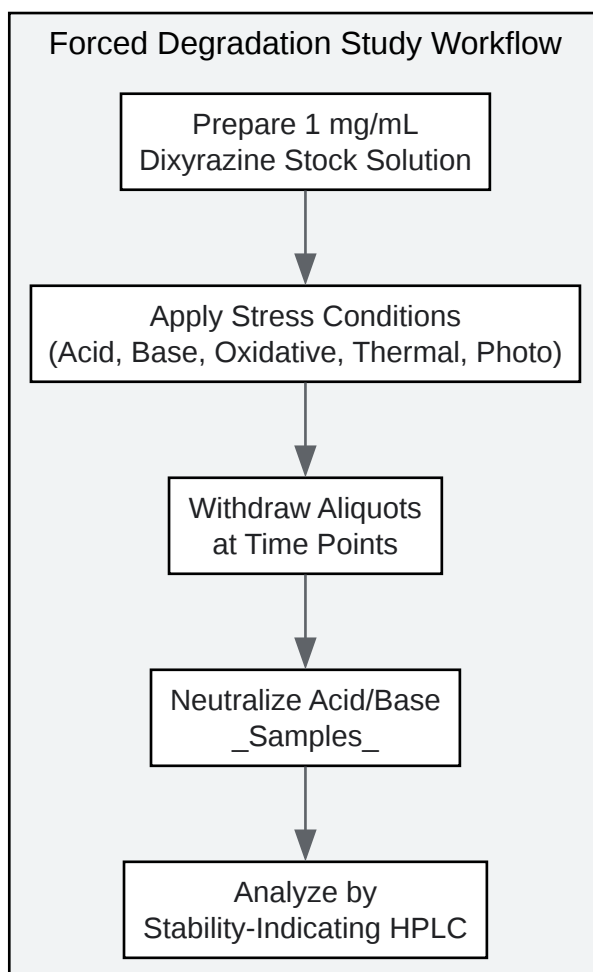 Forced Degradation Study Workflow
Prepare 1 mg/mL
Dixyrazine Stock Solution
Apply Stress Conditions
(Acid, Base, Oxidative, Thermal, Photo)
Withdraw Aliquots
at Time Points
Neutralize Acid/Base
_Samples_
Analyze by
Stability-Indicating HPLC